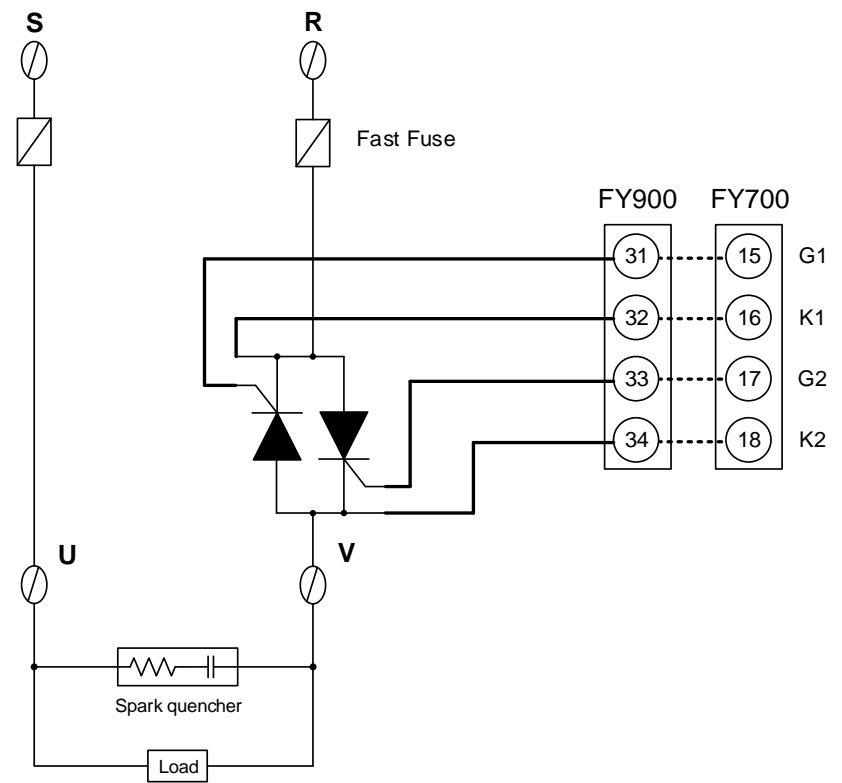 S
R
Fast Fuse
FY900 FY700
31 15 G1
32 16 K1
33 17 G2
34 18 K2
U
V
Spark quencher
Load